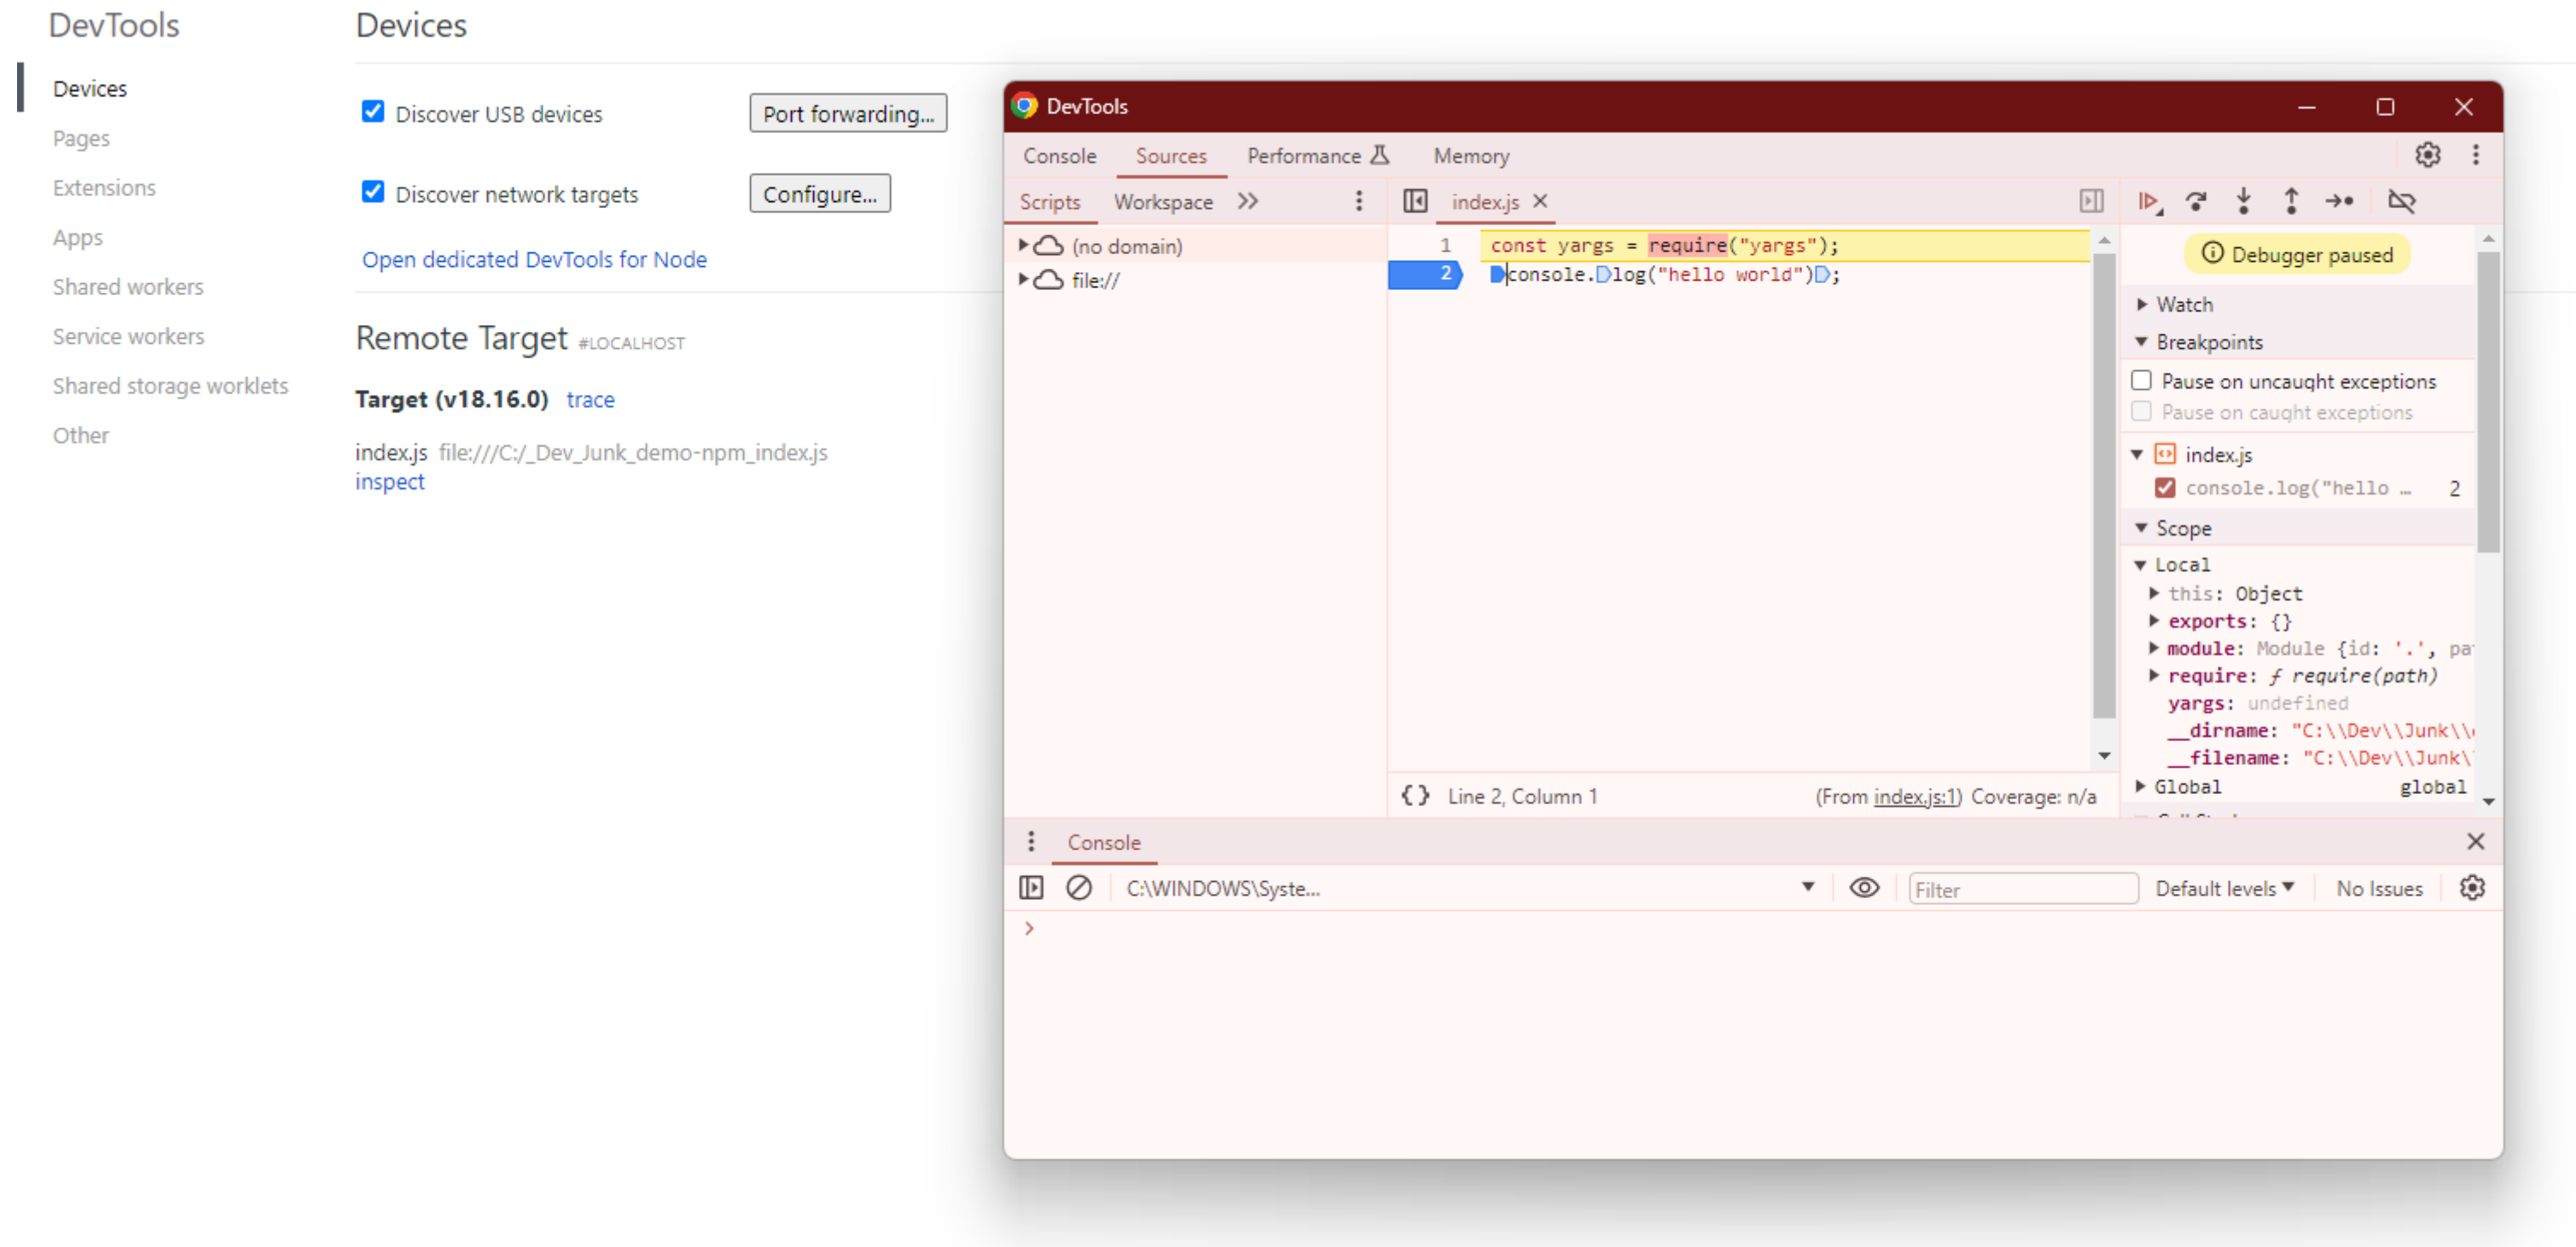 DevTools
Devices
Pages
Extensions
Apps
Shared workers
Service workers
Shared storage worklets
Other
Devices
Discover USB devices
Port forwarding...
Discover network targets
Configure...
Open dedicated DevTools for Node
Remote Target #LOCALHOST
Target (v18.16.0) trace
index.js file:///C:/_Dev_Junk_demo-npm_index.js
inspect
DevTools
Console Sources Performance Memory
Scripts Workspace
(no domain)
file://
index.js
1 const yargs = require("yargs");
2 console.log("hello world");
{} Line 2, Column 1 (From index.js:1) Coverage: n/a
Debugger paused
Watch
Breakpoints
Pause on uncaught exceptions
Pause on caught exceptions
index.js
console.log("hello … 2
Scope
Local
this: Object
exports: {}
module: Module {id: '.', pa
require: ƒ require(path)
yargs: undefined
__dirname: "C:\\Dev\\Junk\\
__filename: "C:\\Dev\\Junk\
Global global
Console
C:\WINDOWS\Syste... Filter Default levels No Issues